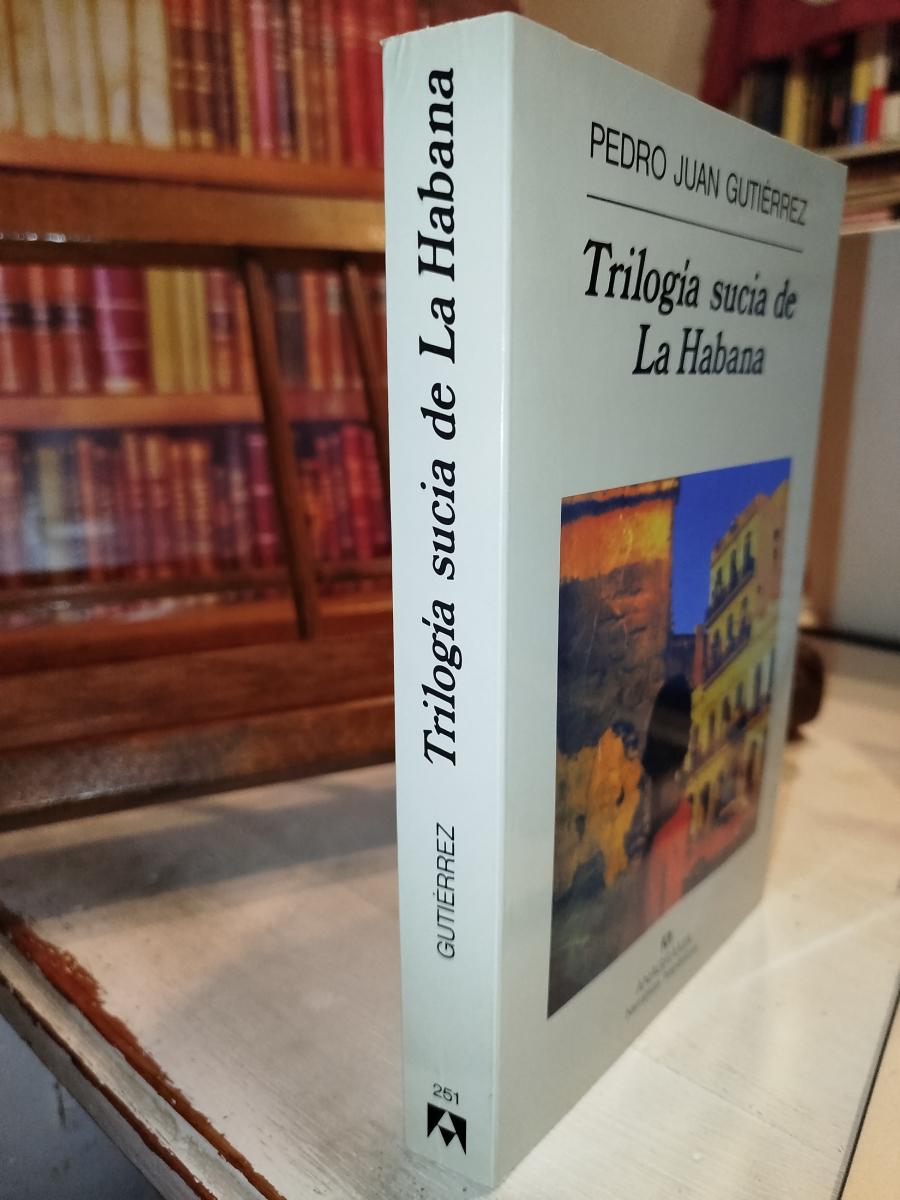 Trilogía sucia de La Habana
GUTIÉRREZ
251
PEDRO JUAN GUTIÉRREZ
Trilogía sucia de
La Habana
ANAGRAMA